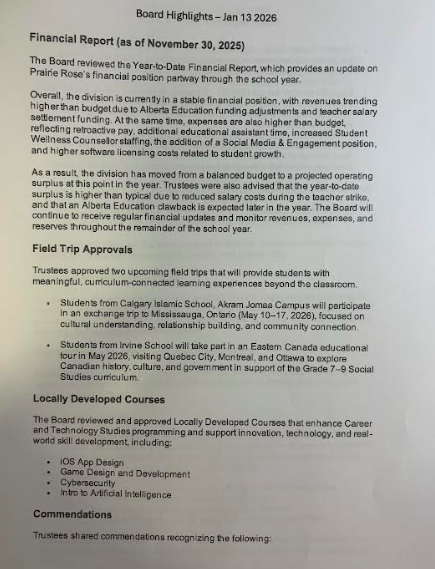 Board Highlights – Jan 13 2026
Financial Report (as of November 30, 2025)
The Board reviewed the Year-to-Date Financial Report, which provides an update on
Prairie Rose's financial position partway through the school year.
Overall, the division is currently in a stable financial position, with revenues trending
higher than budget due to Alberta Education funding adjustments and teacher salary
settlement funding. At the same time, expenses are also higher than budget,
reflecting retroactive pay, additional educational assistant time, increased Student
Wellness Counsellor staffing, the addition of a Social Media & Engagement position,
and higher software licensing costs related to student growth.
As a result, the division has moved from a balanced budget to a projected operating
surplus at this point in the year. Trustees were also advised that the year-to-date
surplus is higher than typical due to reduced salary costs during the teacher strike,
and that an Alberta Education clawback is expected later in the year. The Board will
continue to receive regular financial updates and monitor revenues, expenses, and
reserves throughout the remainder of the school year.
Field Trip Approvals
Trustees approved two upcoming field trips that will provide students with
meaningful, curriculum-connected learning experiences beyond the classroom.
• Students from Calgary Islamic School, Akram Jomaa Campus will participate
in an exchange trip to Mississauga, Ontario (May 10–17, 2026), focused on
cultural understanding, relationship building, and community connection.
• Students from Irvine School will take part in an Eastern Canada educational
tour in May 2026, visiting Quebec City, Montreal, and Ottawa to explore
Canadian history, culture, and government in support of the Grade 7–9 Social
Studies curriculum.
Locally Developed Courses
The Board reviewed and approved Locally Developed Courses that enhance Career
and Technology Studies programming and support innovation, technology, and real-
world skill development, including:
• iOS App Design
• Game Design and Development
• Cybersecurity
• Intro to Artificial Intelligence
Commendations
Trustees shared commendations recognizing the following: